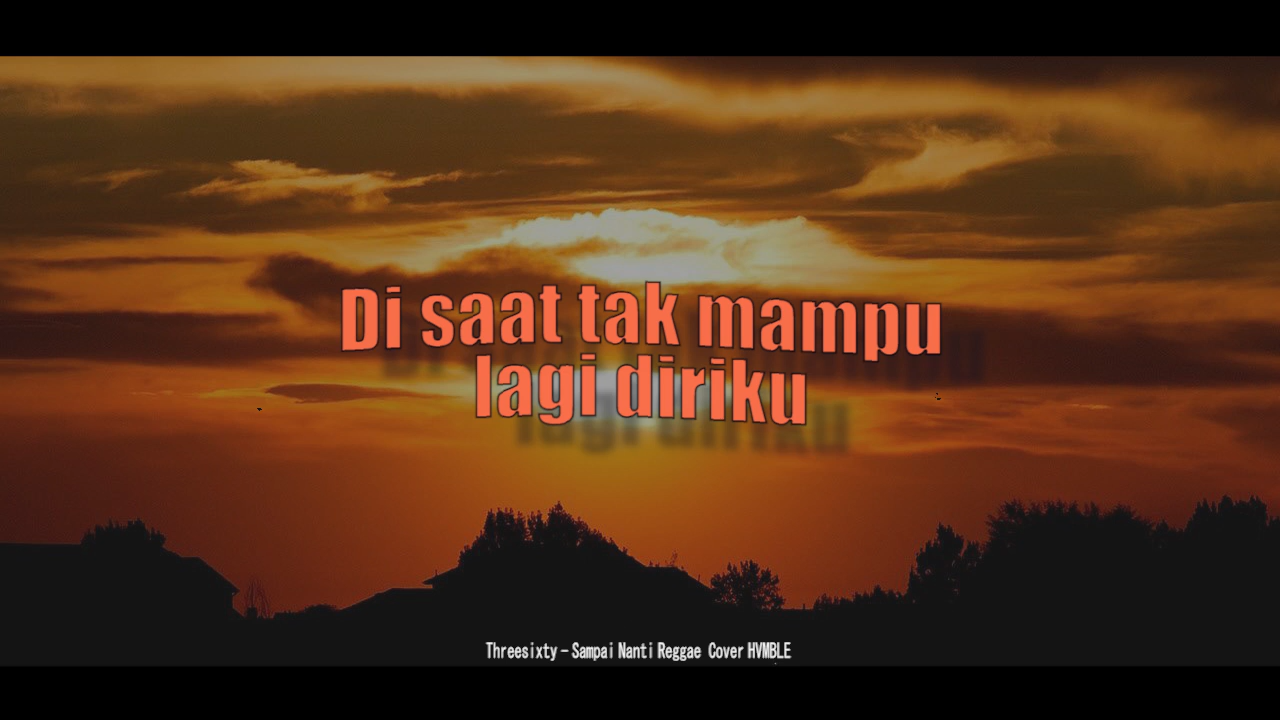 Di saat tak mampu
lagi diriku
Threesixty - Sampai Nanti Reggae Cover HVMBLE